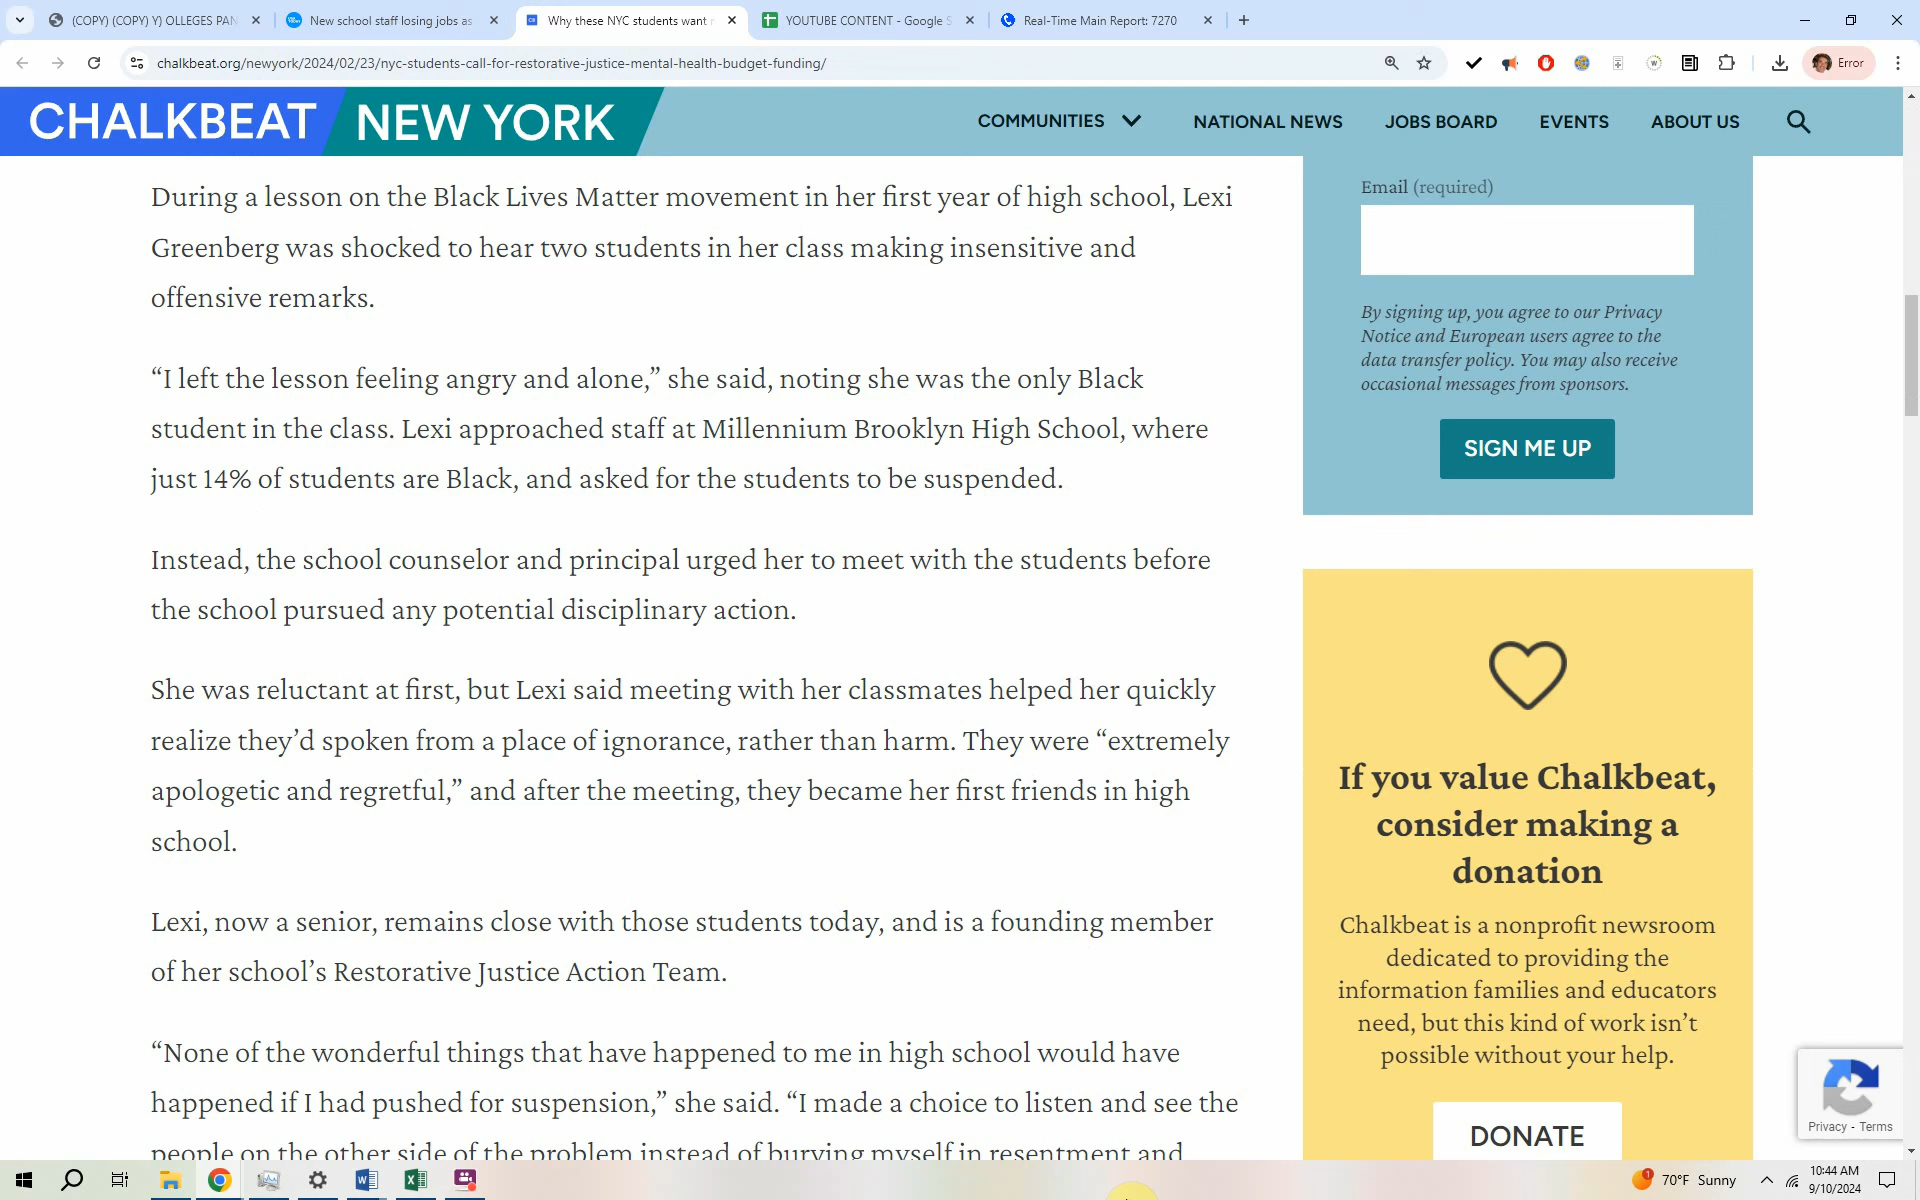 (COPY) (COPY) Y) OLLEGES PAN
New school staff losing jobs as
Why these NYC students want
YOUTUBE CONTENT - Google S
Real-Time Main Report: 7270
chalkbeat.org/newyork/2024/02/23/nyc-students-call-for-restorative-justice-mental-health-budget-funding/
Error
CHALKBEAT NEW YORK
COMMUNITIES
NATIONAL NEWS
JOBS BOARD
EVENTS
ABOUT US
During a lesson on the Black Lives Matter movement in her first year of high school, Lexi
Greenberg was shocked to hear two students in her class making insensitive and
offensive remarks.
“I left the lesson feeling angry and alone,” she said, noting she was the only Black
student in the class. Lexi approached staff at Millennium Brooklyn High School, where
just 14% of students are Black, and asked for the students to be suspended.
Instead, the school counselor and principal urged her to meet with the students before
the school pursued any potential disciplinary action.
She was reluctant at first, but Lexi said meeting with her classmates helped her quickly
realize they’d spoken from a place of ignorance, rather than harm. They were “extremely
apologetic and regretful,” and after the meeting, they became her first friends in high
school.
Lexi, now a senior, remains close with those students today, and is a founding member
of her school’s Restorative Justice Action Team.
“None of the wonderful things that have happened to me in high school would have
happened if I had pushed for suspension,” she said. “I made a choice to listen and see the
people on the other side of the problem instead of burying myself in resentment and
Email (required)
By signing up, you agree to our Privacy
Notice and European users agree to the
data transfer policy. You may also receive
occasional messages from sponsors.
SIGN ME UP
If you value Chalkbeat,
consider making a
donation
Chalkbeat is a nonprofit newsroom
dedicated to providing the
information families and educators
need, but this kind of work isn’t
possible without your help.
DONATE
Privacy - Terms
70°F Sunny
10:44 AM
9/10/2024